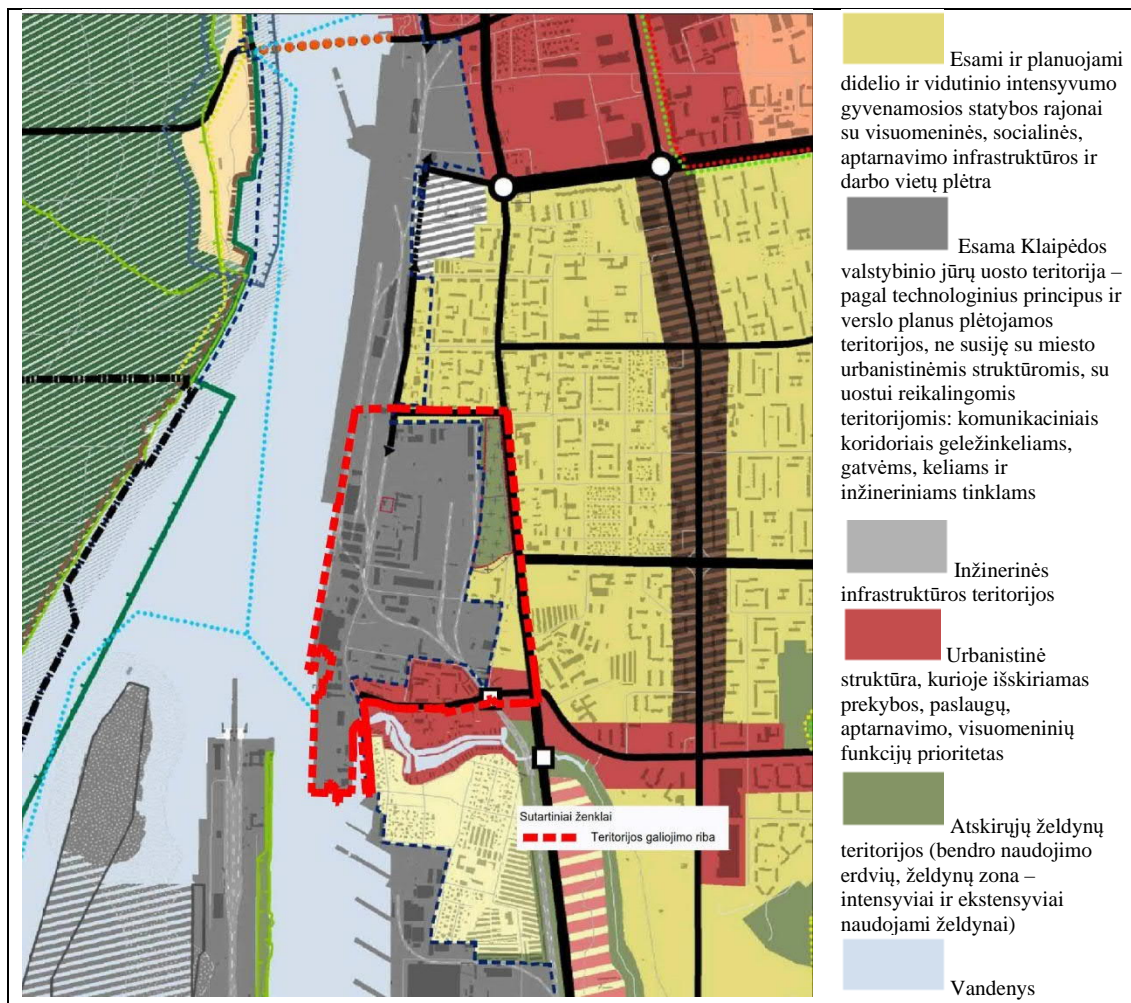 Esami ir planuojami
didelio ir vidutinio intensyvumo
gyvenamosios statybos rajonai
su visuomeninės, socialinės,
aptarnavimo infrastruktūros ir
darbo vietų plėtra
Esama Klaipėdos
valstybinio jūrų uosto teritorija –
pagal technologinius principus ir
verslo planus plėtojamos
teritorijos, ne susiję su miesto
urbanistinėmis struktūromis, su
uostui reikalingomis
teritorijomis: komunikaciniais
koridoriais geležinkeliams,
gatvėms, keliams ir
inžineriniams tinklams
Inžinerinės
infrastruktūros teritorijos
Urbanistinė
struktūra, kurioje išskiriamas
prekybos, paslaugų,
aptarnavimo, visuomeninių
funkcijų prioritetas
Atskirųjų želdynų
teritorijos (bendro naudojimo
erdvių, želdynų zona –
intensyviai ir ekstensyviai
naudojami želdynai)
Vandenys
Sutartiniai ženklai
Teritorijos galiojimo riba